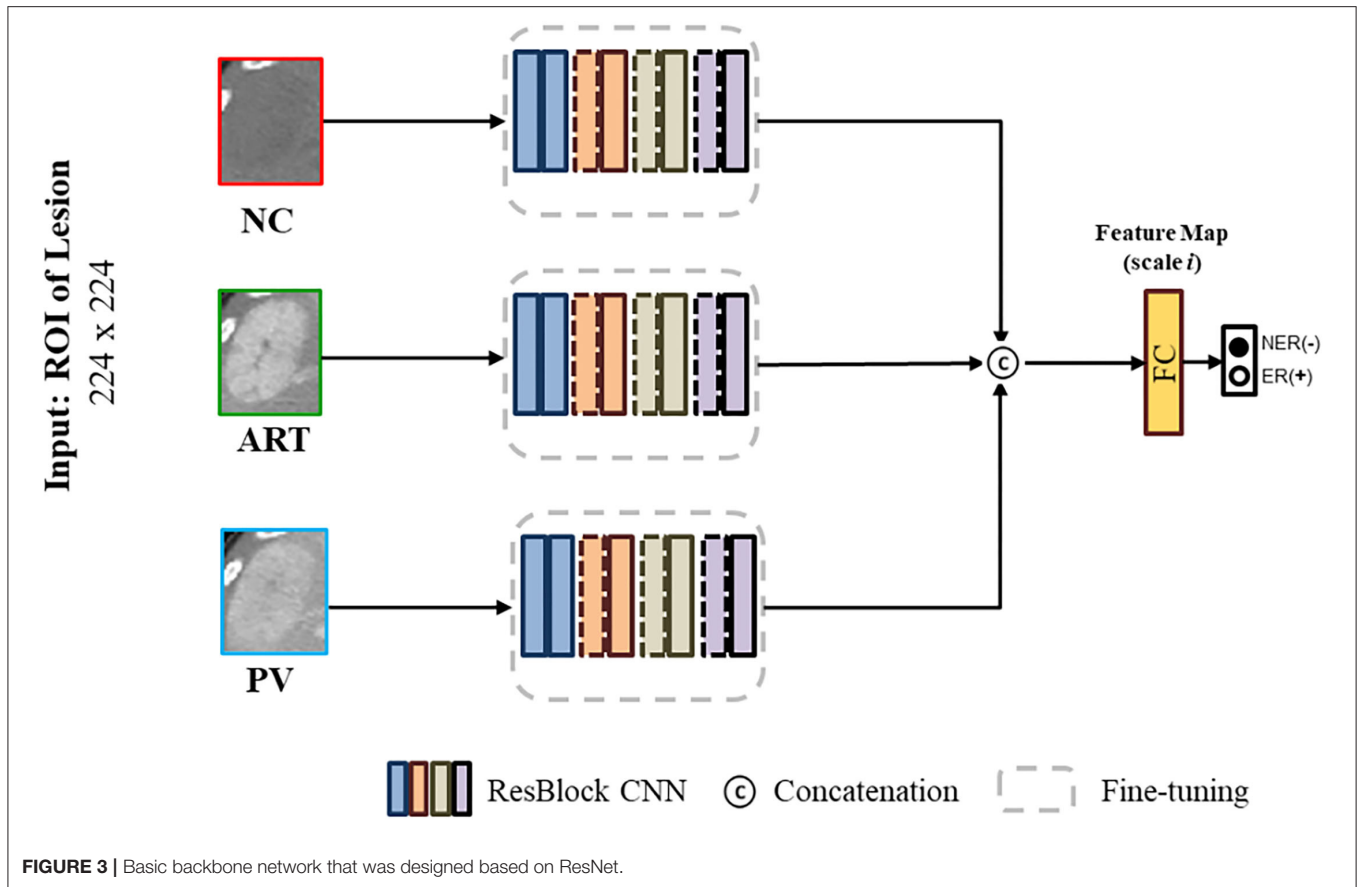 Input: ROI of Lesion
224 x 224
NC
ART
PV
C
Feature Map
(scale i)
FC
NER(-)
ER(+)
ResBlock CNN
C Concatenation
Fine-tuning
FIGURE 3 | Basic backbone network that was designed based on ResNet.